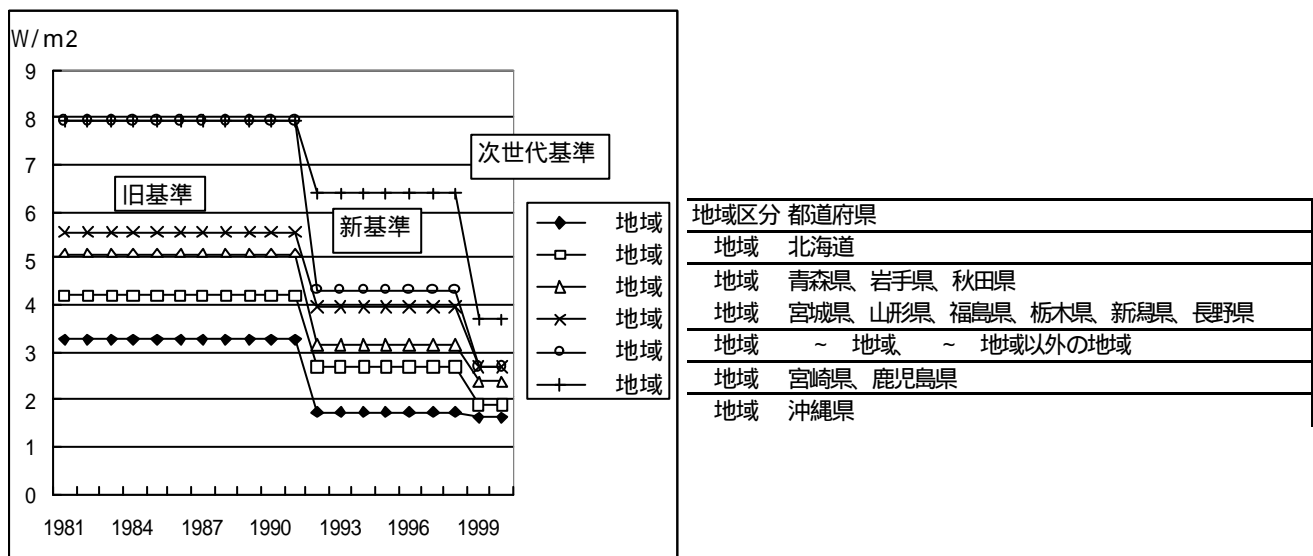 W/m2
9
8
7
6
5
4
3
2
1
0
1981 1984 1987 1990 1993 1996 1999
旧基準
新基準
次世代基準
地域
地域
地域
地域
地域
地域
地域区分 都道府県
地域 北海道
地域 青森県、岩手県、秋田県
地域 宮城県、山形県、福島県、栃木県、新潟県、長野県
地域 ~ 地域、 ~ 地域以外の地域
地域 宮崎県、鹿児島県
地域 沖縄県